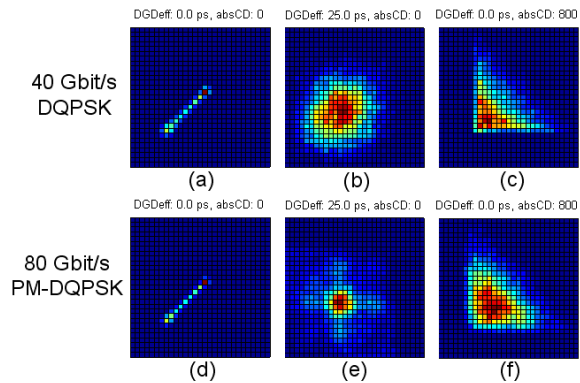 DGDeff: 0.0 ps, absCD: 0
DGDeff: 25.0 ps, absCD: 0
DGDeff: 0.0 ps, absCD: 800
40 Gbit/s
DQPSK
(a)
(b)
(c)
DGDeff: 0.0 ps, absCD: 0
DGDeff: 25.0 ps, absCD: 0
DGDeff: 0.0 ps, absCD: 800
80 Gbit/s
PM-DQPSK
(d)
(e)
(f)